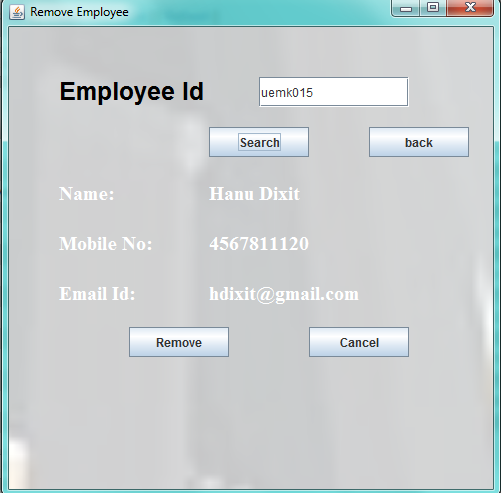 Remove Employee
Employee Id uemk015
Search back
Name: Hanu Dixit
Mobile No: 4567811120
Email Id: hdixit@gmail.com
Remove Cancel